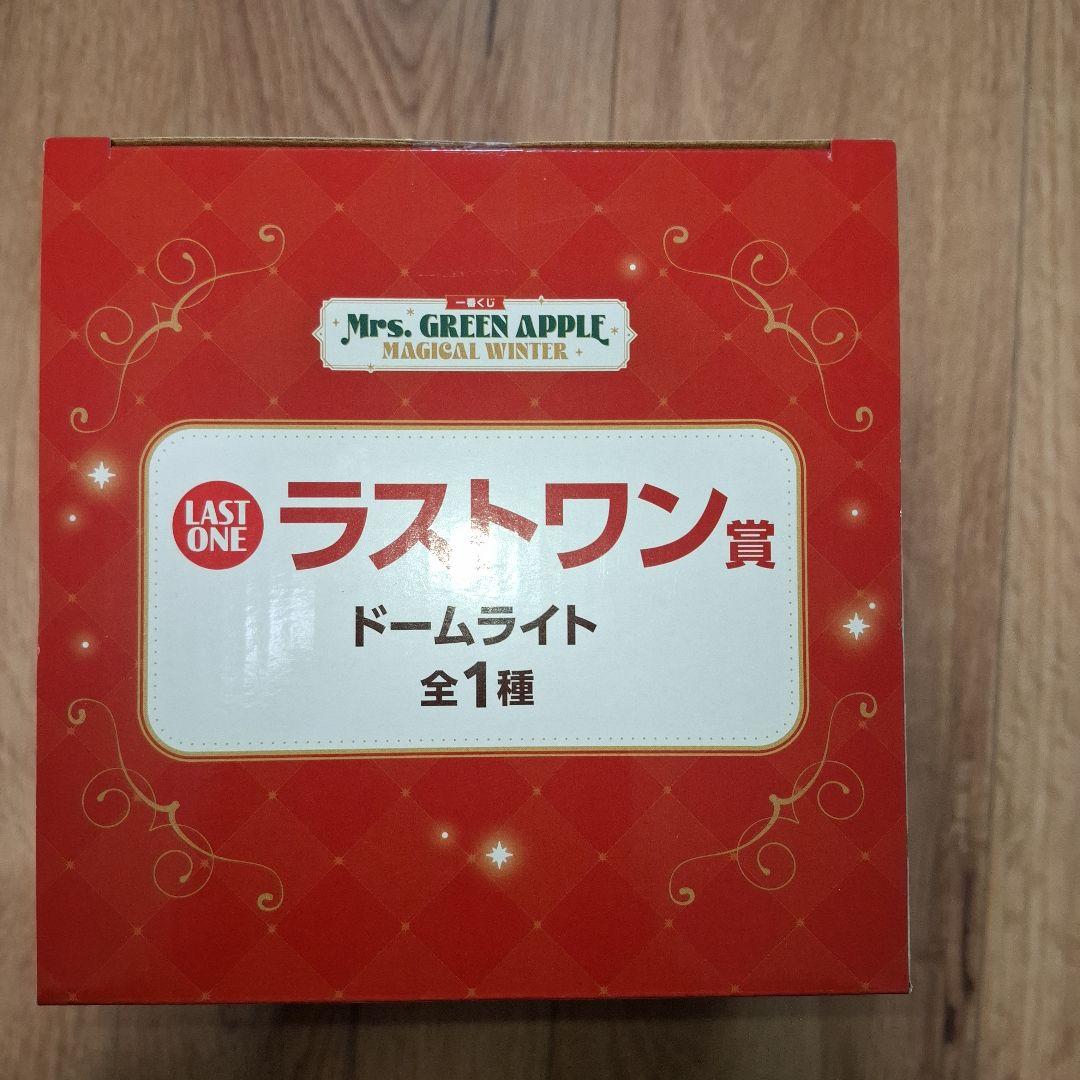 一番くじ
Mrs. GREEN APPLE
MAGICAL WINTER
LAST ONE ラストワン賞
ドームライト
全1種